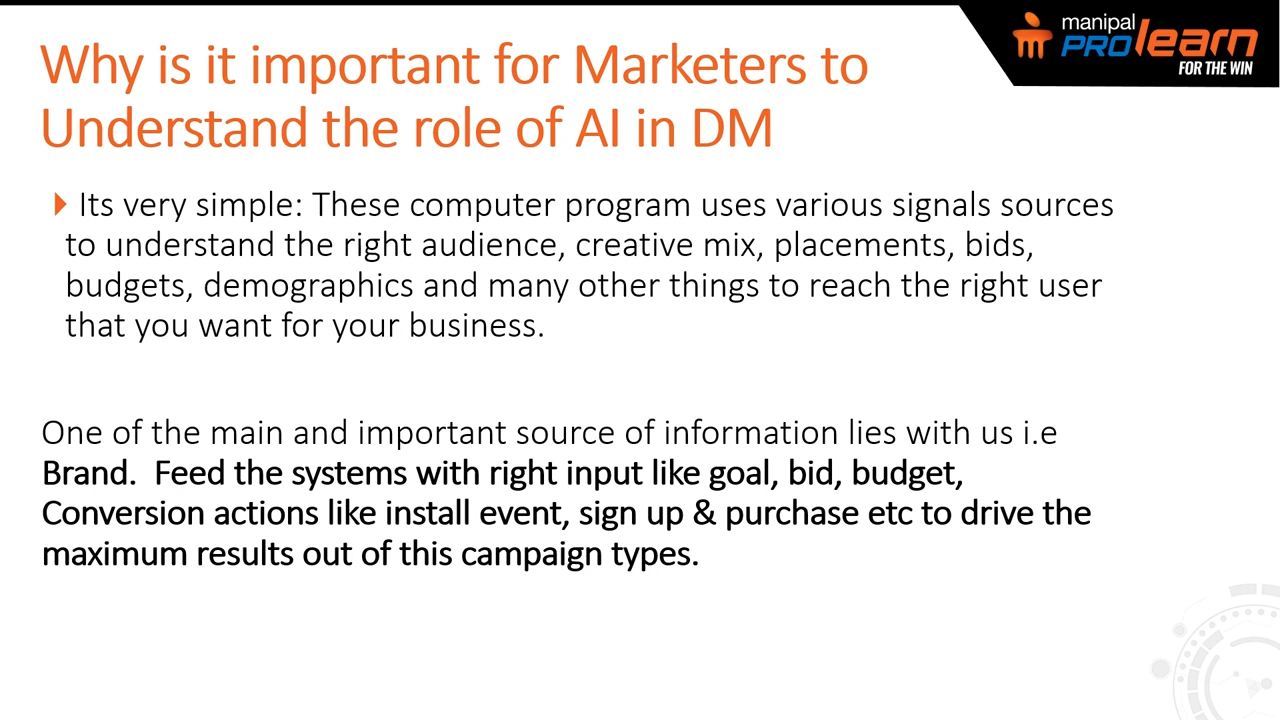 manipal
PROlearn
FOR THE WIN
Why is it important for Marketers to
Understand the role of AI in DM
Its very simple: These computer program uses various signals sources
to understand the right audience, creative mix, placements, bids,
budgets, demographics and many other things to reach the right user
that you want for your business.
One of the main and important source of information lies with us i.e
Brand.  Feed the systems with right input like goal, bid, budget,
Conversion actions like install event, sign up & purchase etc to drive the
maximum results out of this campaign types.